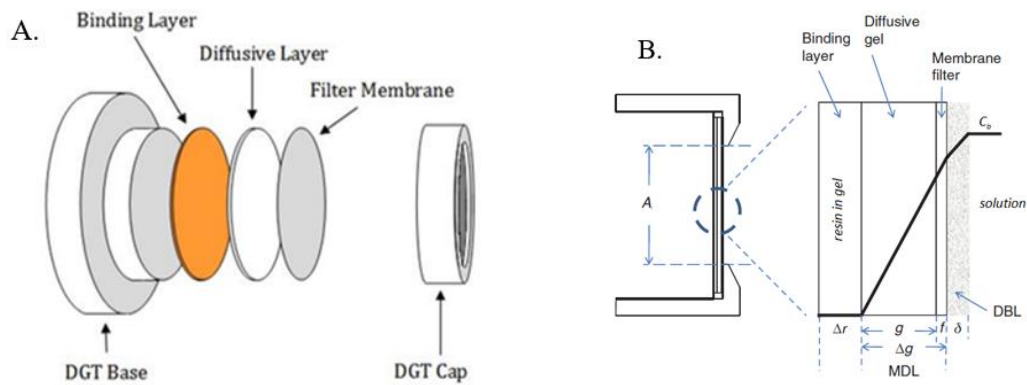 A.
Binding Layer
Diffusive Layer
Filter Membrane
DGT Base
DGT Cap
B.
Binding
layer
Diffusive
gel
Membrane
filter
A
resin in gel
C_b
solution
DBL
Δr
g
f
δ
Δg
MDL